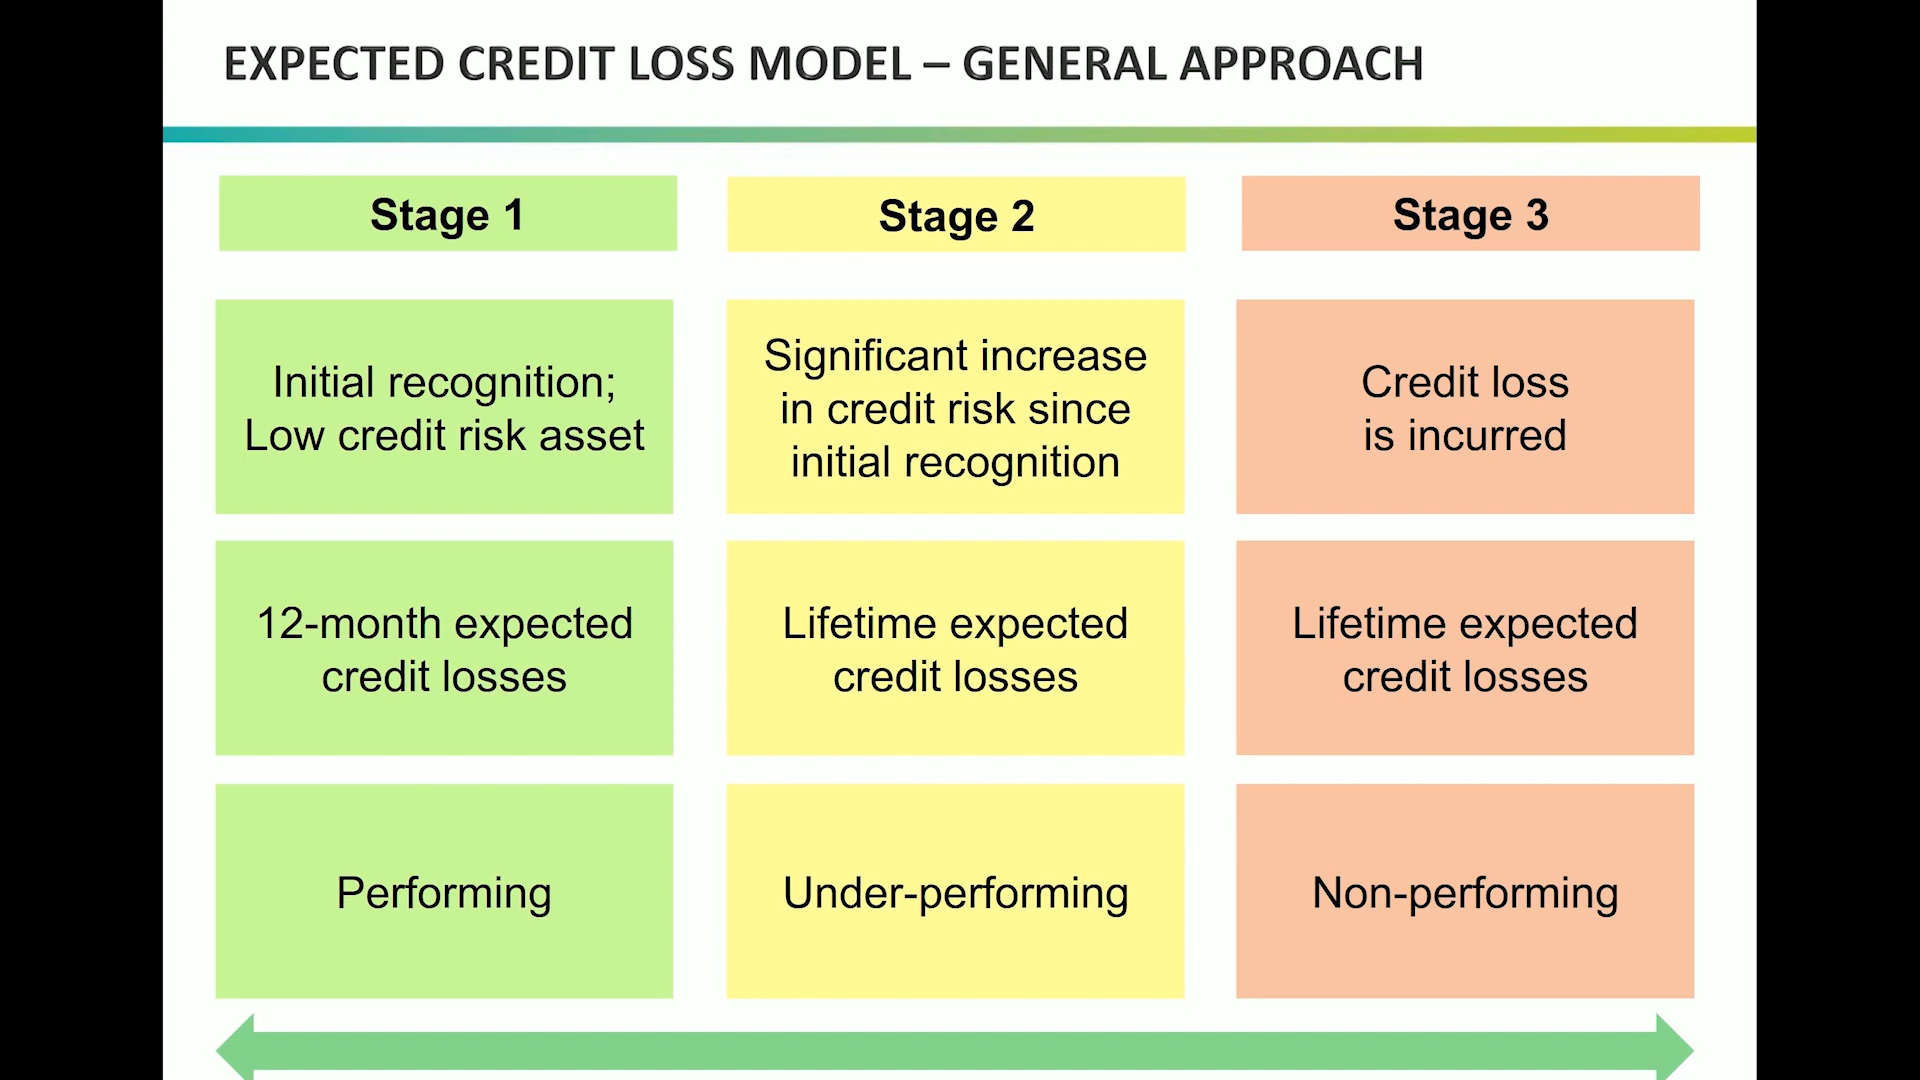 EXPECTED CREDIT LOSS MODEL – GENERAL APPROACH
Stage 1
Stage 2
Stage 3
Initial recognition;
Low credit risk asset
Significant increase
in credit risk since
initial recognition
Credit loss
is incurred
12-month expected
credit losses
Lifetime expected
credit losses
Lifetime expected
credit losses
Performing
Under-performing
Non-performing